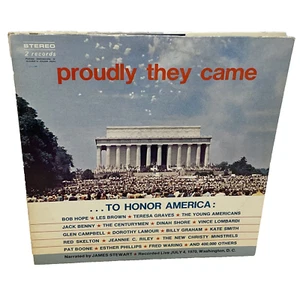 STEREO
2 records
proudly they came
...TO HONOR AMERICA:
BOB HOPE ★ LES BROWN ★ TERESA GRAVES ★ THE YOUNG AMERICANS
JACK BENNY ★ THE CENTURYMEN ★ DINAH SHORE ★ VINCE LOMBARDI
GLEN CAMPBELL ★ DOROTHY LAMOUR ★ BILLY GRAHAM ★ KATE SMITH
RED SKELTON ★ JEANNIE C. RILEY ★ THE NEW CHRISTY MINSTRELS
PAT BOONE ★ ESTHER PHILLIPS ★ FRED WARING ★ AND 400,000 OTHERS
Narrated by JAMES STEWART ★ Recorded Live JULY 4, 1970, Washington, D.C.